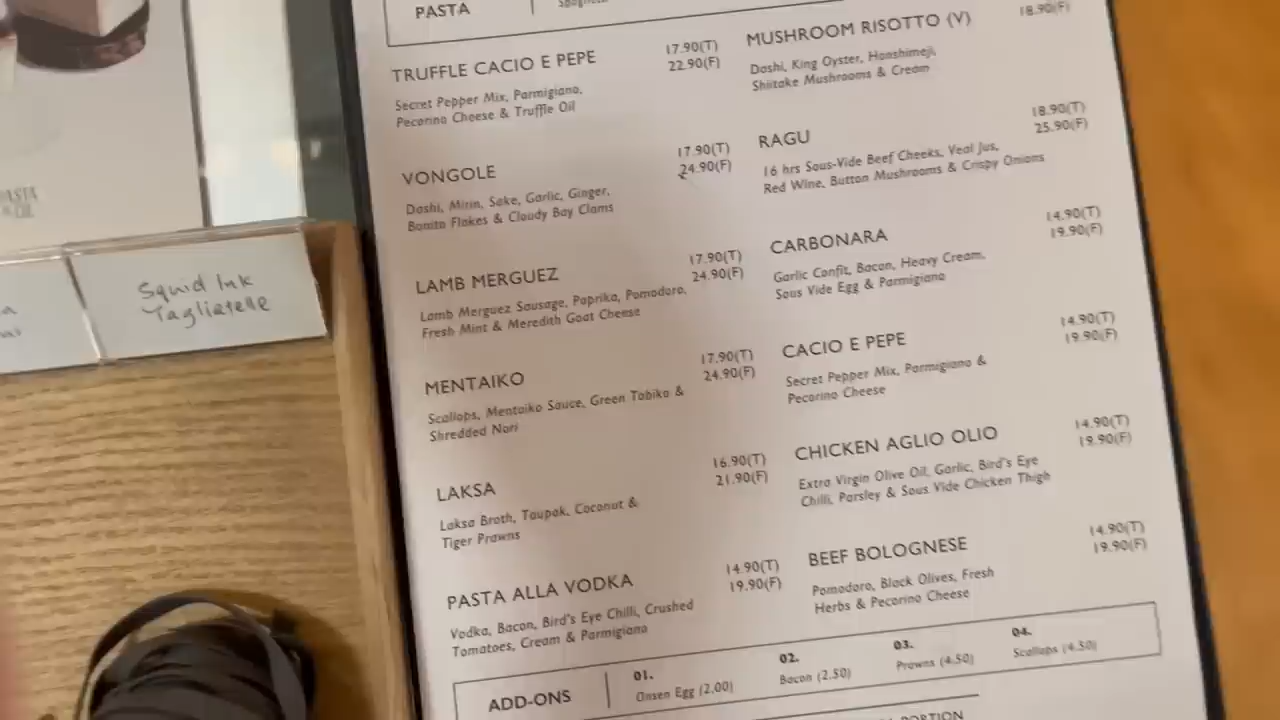 PASTA
TRUFFLE CACIO E PEPE
17.90(T)
22.90(F)
Secret Pepper Mix, Parmigiano,
Pecorino Cheese & Truffle Oil
VONGOLE
17.90(T)
24.90(F)
Dashi, Mirin, Sake, Garlic, Ginger,
Bonito Flakes & Cloudy Bay Clams
LAMB MERGUEZ
17.90(T)
24.90(F)
Lamb Merguez Sausage, Paprika, Pomodoro,
Fresh Mint & Meredith Goat Cheese
MENTAIKO
17.90(T)
24.90(F)
Scallops, Mentaiko Sauce, Green Tobiko &
Shredded Nori
LAKSA
16.90(T)
21.90(F)
Laksa Broth, Taupok, Coconut &
Tiger Prawns
PASTA ALLA VODKA
14.90(T)
19.90(F)
Vodka, Bacon, Bird's Eye Chilli, Crushed
Tomatoes, Cream & Parmigiano
MUSHROOM RISOTTO (V)
18.90(F)
Dashi, King Oyster, Honshimeji,
Shiitake Mushrooms & Cream
RAGU
18.90(T)
25.90(F)
16 hrs Sous-Vide Beef Cheeks, Veal Jus,
Red Wine, Button Mushrooms & Crispy Onions
CARBONARA
14.90(T)
19.90(F)
Garlic Confit, Bacon, Heavy Cream,
Sous Vide Egg & Parmigiano
CACIO E PEPE
14.90(T)
19.90(F)
Secret Pepper Mix, Parmigiano &
Pecorino Cheese
CHICKEN AGLIO OLIO
14.90(T)
19.90(F)
Extra Virgin Olive Oil, Garlic, Bird's Eye
Chilli, Parsley & Sous Vide Chicken Thigh
BEEF BOLOGNESE
14.90(T)
19.90(F)
Pomodoro, Black Olives, Fresh
Herbs & Pecorino Cheese
ADD-ONS
01.
Onsen Egg (2.00)
02.
Bacon (2.50)
03.
Prawns (4.50)
04.
Scallops (4.50)
PORTION
Squid Ink
Tagliatelle